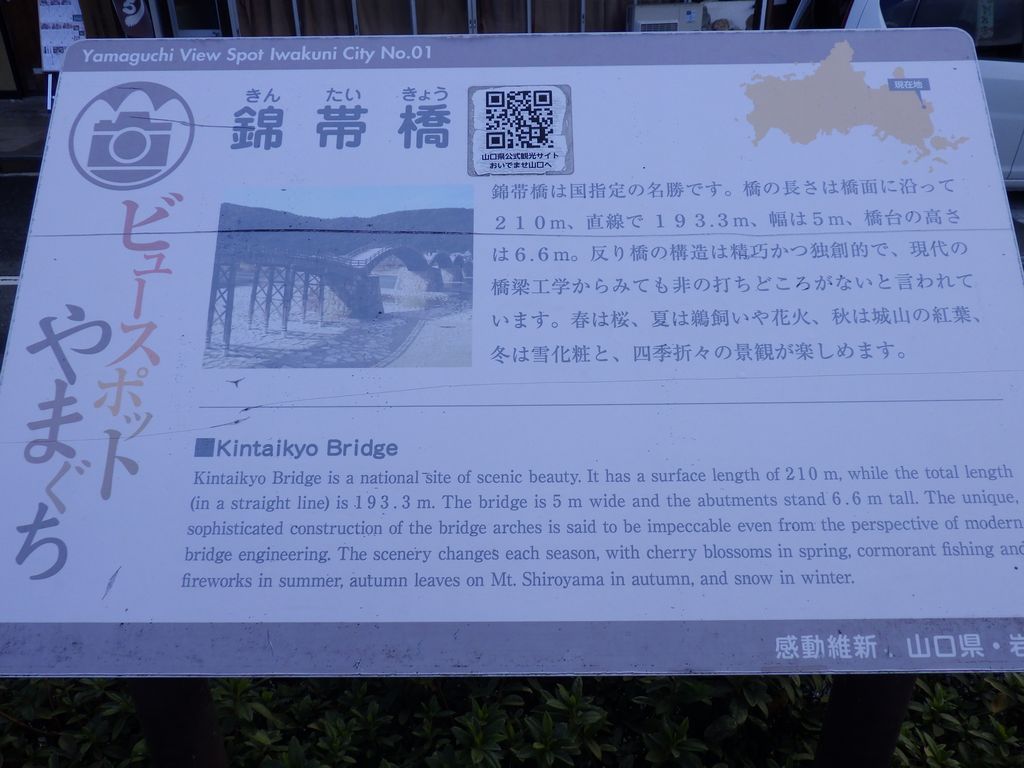 Yamaguchi View Spot Iwakuni City No.01
きん たい きょう
錦帯橋
山口県公式観光サイト
おいでませ山口へ
現在地
ビュースポット
やまぐち
錦帯橋は国指定の名勝です。橋の長さは橋面に沿って
210m、直線で193.3m、幅は5m、橋台の高さ
は6.6m。反り橋の構造は精巧かつ独創的で、現代の
橋梁工学からみても非の打ちどころがないと言われて
います。春は桜、夏は鵜飼いや花火、秋は城山の紅葉、
冬は雪化粧と、四季折々の景観が楽しめます。
■Kintaikyo Bridge
Kintaikyo Bridge is a national site of scenic beauty. It has a surface length of 210 m, while the total length
(in a straight line) is 193.3 m. The bridge is 5 m wide and the abutments stand 6.6 m tall. The unique,
sophisticated construction of the bridge arches is said to be impeccable even from the perspective of modern
bridge engineering. The scenery changes each season, with cherry blossoms in spring, cormorant fishing and
fireworks in summer, autumn leaves on Mt. Shiroyama in autumn, and snow in winter.
感動維新 . 山口県・岩